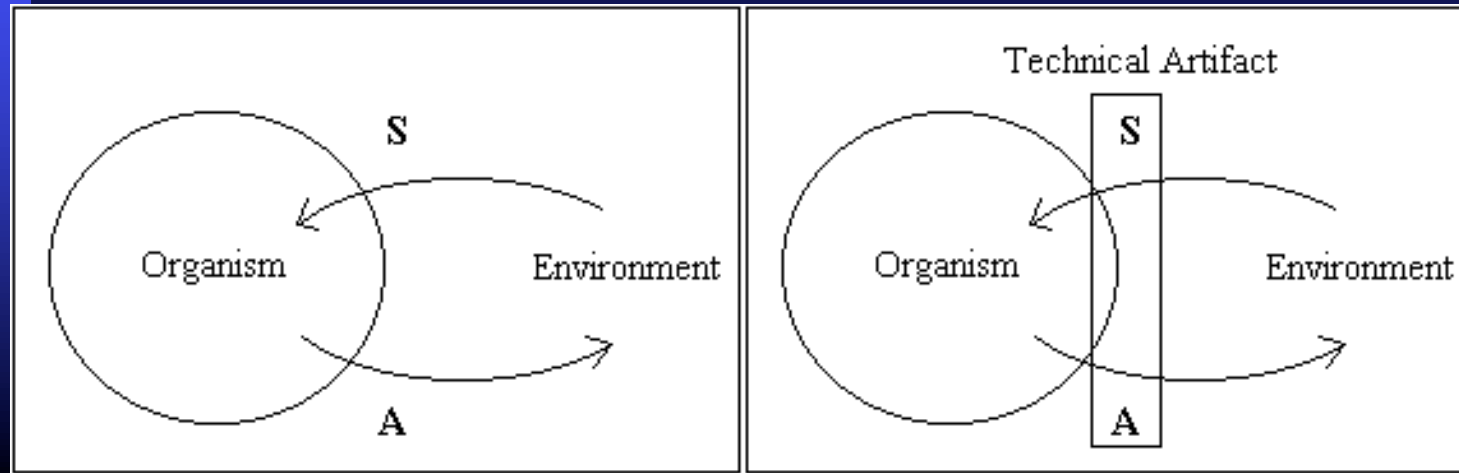 S
Organism
Environment
A
Technical Artifact
S
Organism
Environment
A